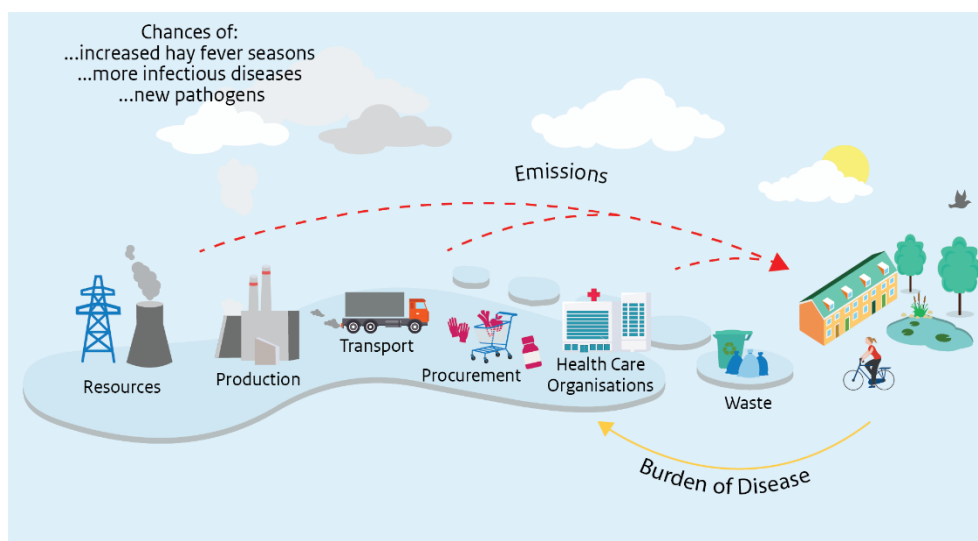 Chances of:
...increased hay fever seasons
...more infectious diseases
...new pathogens
Emissions
Resources
Production
Transport
Procurement
Health Care
Organisations
Waste
Burden of Disease